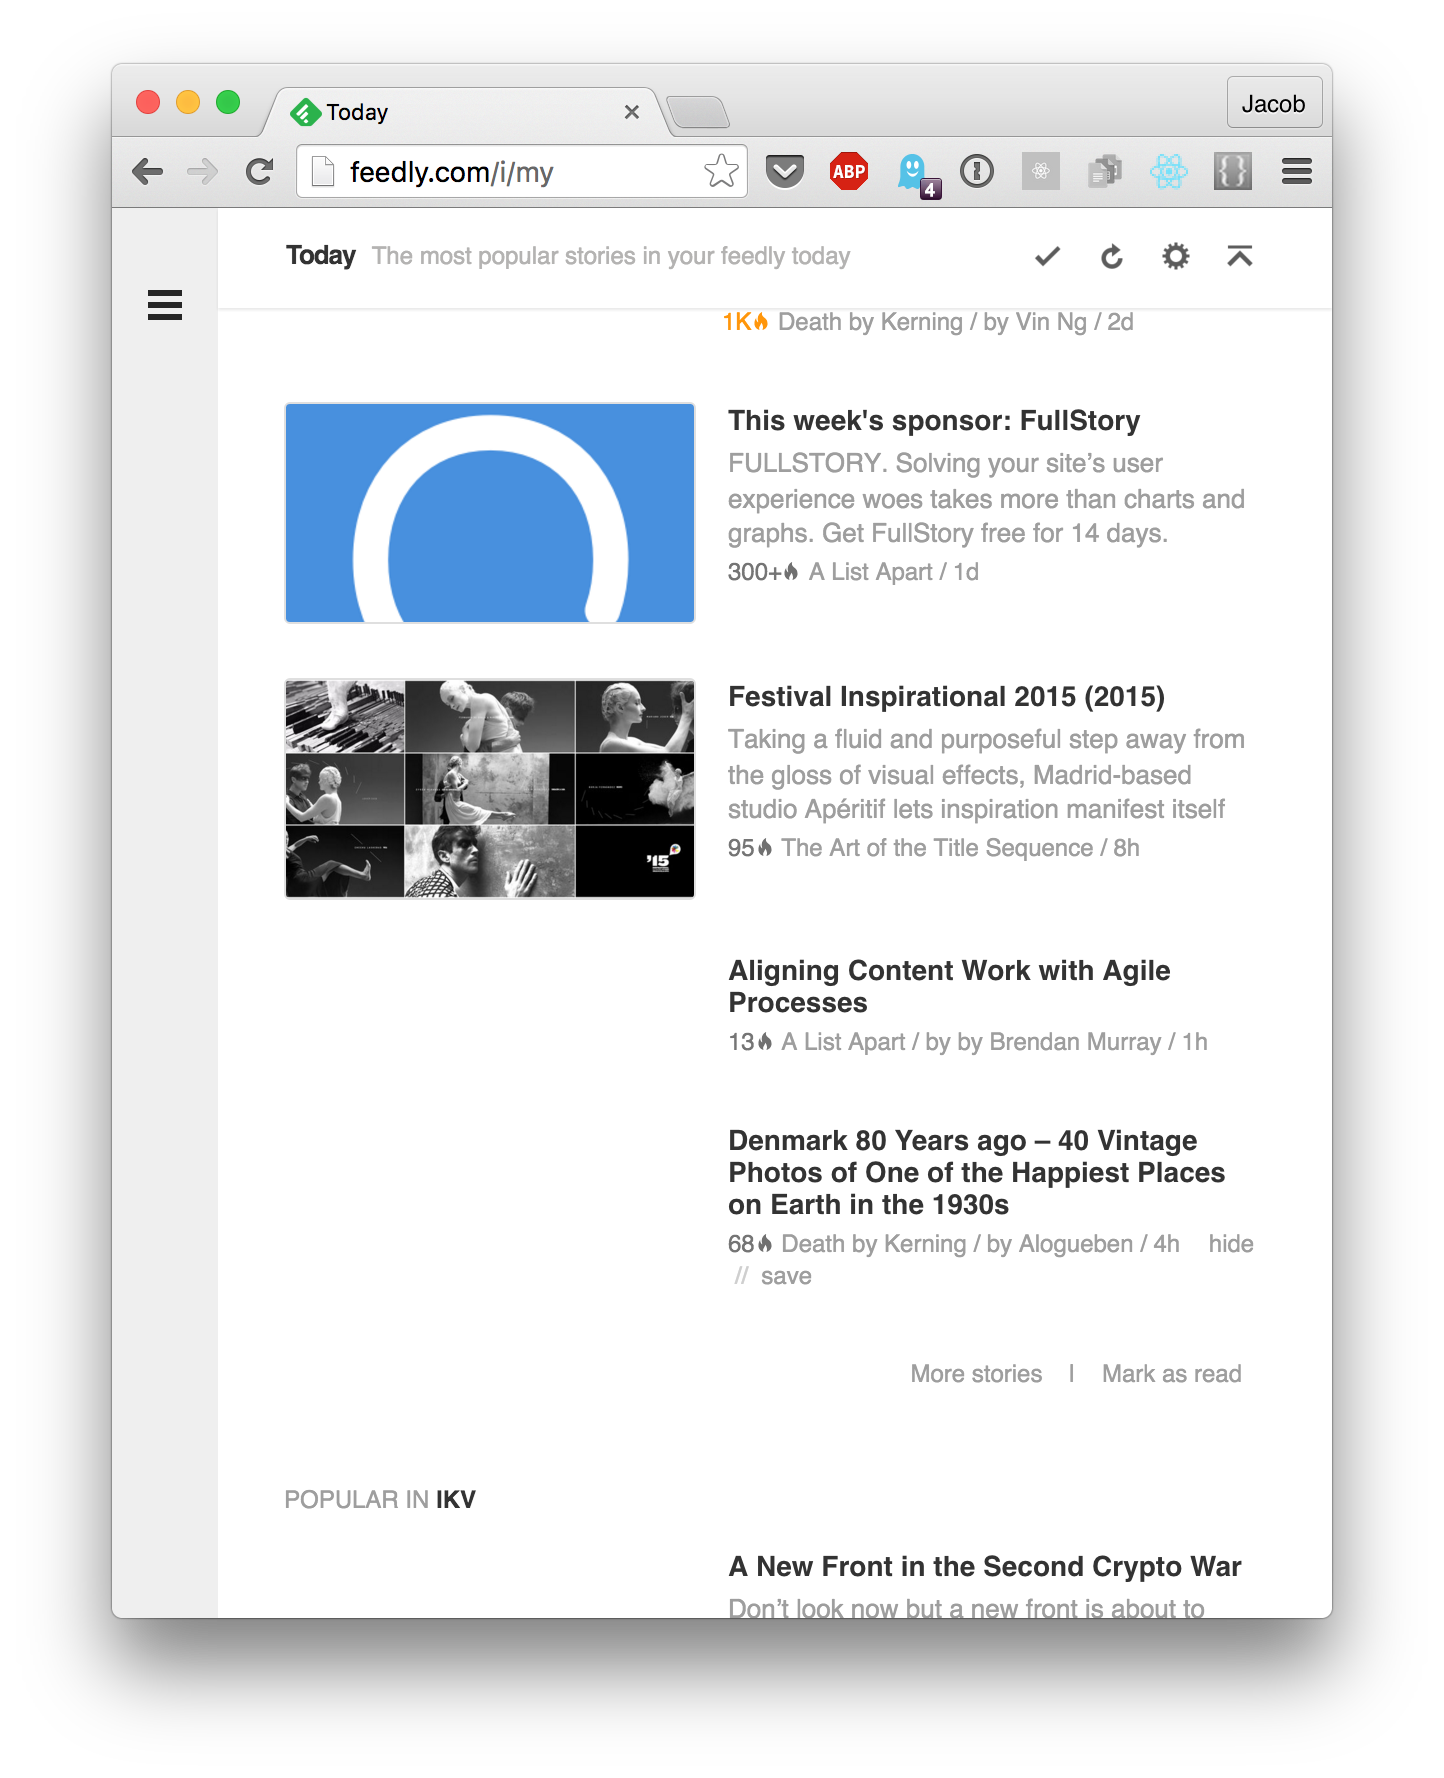 Today
Jacob
feedly.com/i/my
ABP
4
Today The most popular stories in your feedly today
1K Death by Kerning / by Vin Ng / 2d
This week's sponsor: FullStory
FULLSTORY. Solving your site’s user
experience woes takes more than charts and
graphs. Get FullStory free for 14 days.
300+ A List Apart / 1d
Festival Inspirational 2015 (2015)
Taking a fluid and purposeful step away from
the gloss of visual effects, Madrid-based
studio Apéritif lets inspiration manifest itself
95 The Art of the Title Sequence / 8h
'15
Aligning Content Work with Agile
Processes
13 A List Apart / by by Brendan Murray / 1h
Denmark 80 Years ago – 40 Vintage
Photos of One of the Happiest Places
on Earth in the 1930s
68 Death by Kerning / by Alogueben / 4h hide
// save
More stories | Mark as read
POPULAR IN IKV
A New Front in the Second Crypto War
Don’t look now but a new front is about to